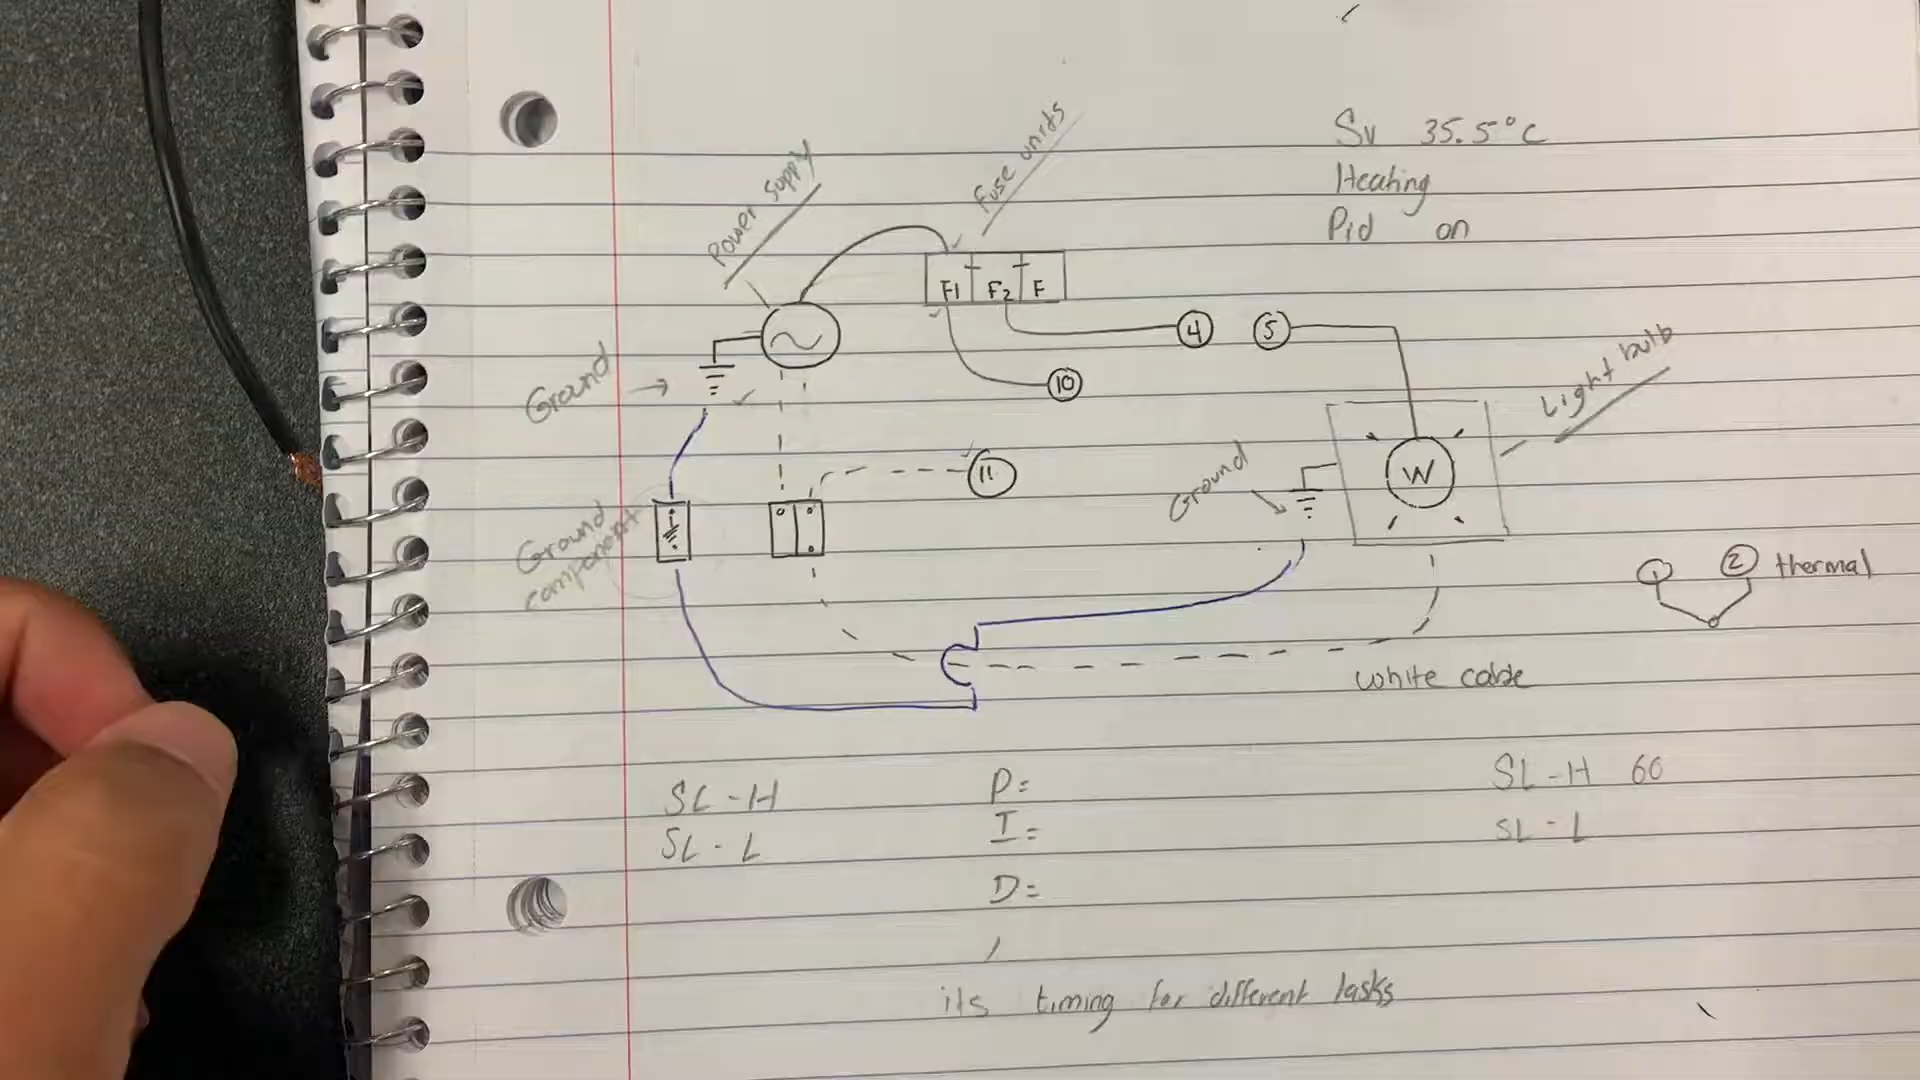 Sv 35.5°C
Heating
Pid on
Power supply
Fuse units
F1 F2 F
4 5
10
Light bulb
Ground
11
Ground
W
Ground
component
1 2 thermal
white cable
SL-H
SL-L
P=
I=
D=
SL-H 60
SL-L
its timing for different tasks